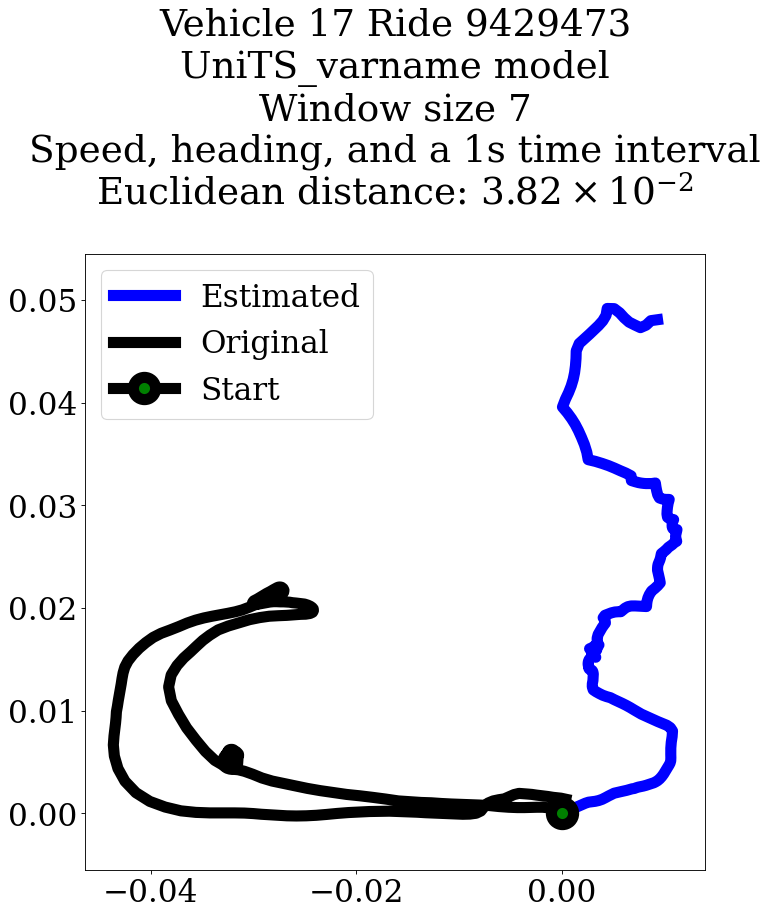 Vehicle 17 Ride 9429473
UniTS_varname model
Window size 7
Speed, heading, and a 1s time interval
Euclidean distance: 3.82 × 10⁻²
Estimated
Original
Start
0.05
0.04
0.03
0.02
0.01
0.00
−0.04
−0.02
0.00